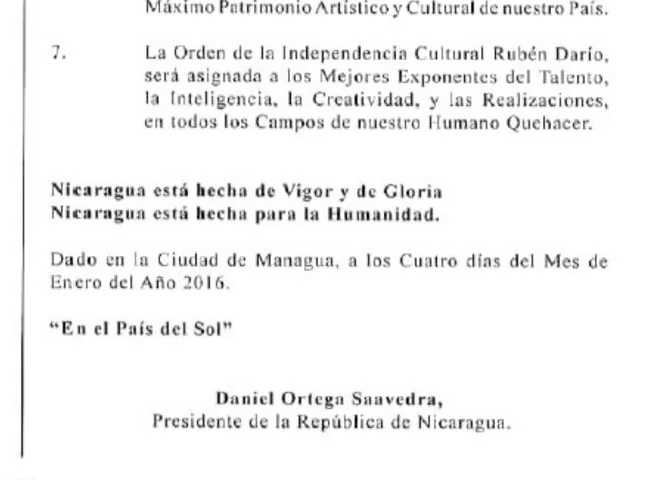 Máximo Patrimonio Artístico y Cultural de nuestro País.
7. La Orden de la Independencia Cultural Rubén Darío,
será asignada a los Mejores Exponentes del Talento,
la Inteligencia, la Creatividad, y las Realizaciones,
en todos los Campos de nuestro Humano Quehacer.
Nicaragua está hecha de Vigor y de Gloria
Nicaragua está hecha para la Humanidad.
Dado en la Ciudad de Managua, a los Cuatro días del Mes de
Enero del Año 2016.
“En el País del Sol”
Daniel Ortega Saavedra,
Presidente de la República de Nicaragua.